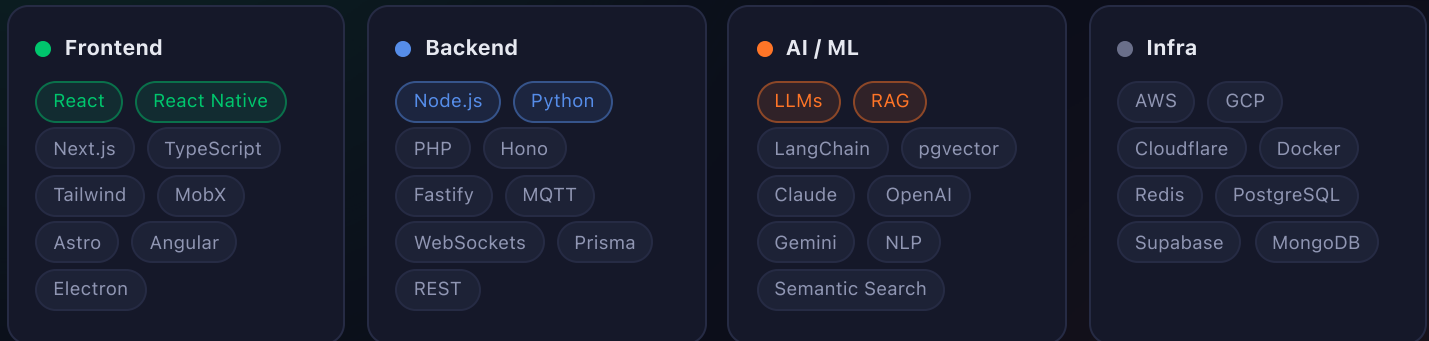 Frontend
React React Native
Next.js TypeScript
Tailwind MobX
Astro Angular
Electron
Backend
Node.js Python
PHP Hono
Fastify MQTT
WebSockets Prisma
REST
AI / ML
LLMs RAG
LangChain pgvector
Claude OpenAI
Gemini NLP
Semantic Search
Infra
AWS GCP
Cloudflare Docker
Redis PostgreSQL
Supabase MongoDB